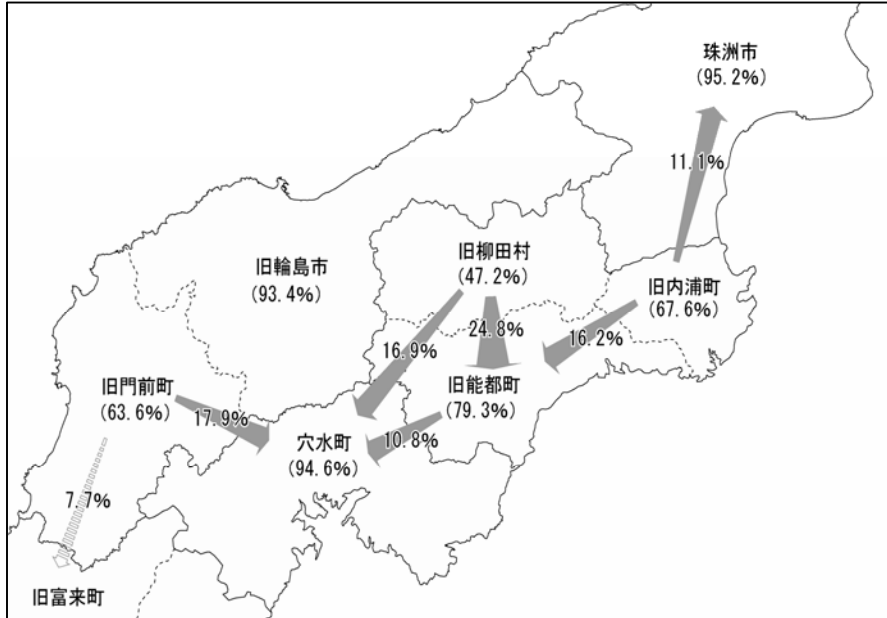 珠洲市
(95.2%)
11.1%
旧柳田村
(47.2%)
旧輪島市
(93.4%)
旧内浦町
(67.6%)
24.8%
16.2%
16.9%
旧門前町
(63.6%)
17.9%
旧能都町
(79.3%)
穴水町
(94.6%)
10.8%
7.7%
旧富来町